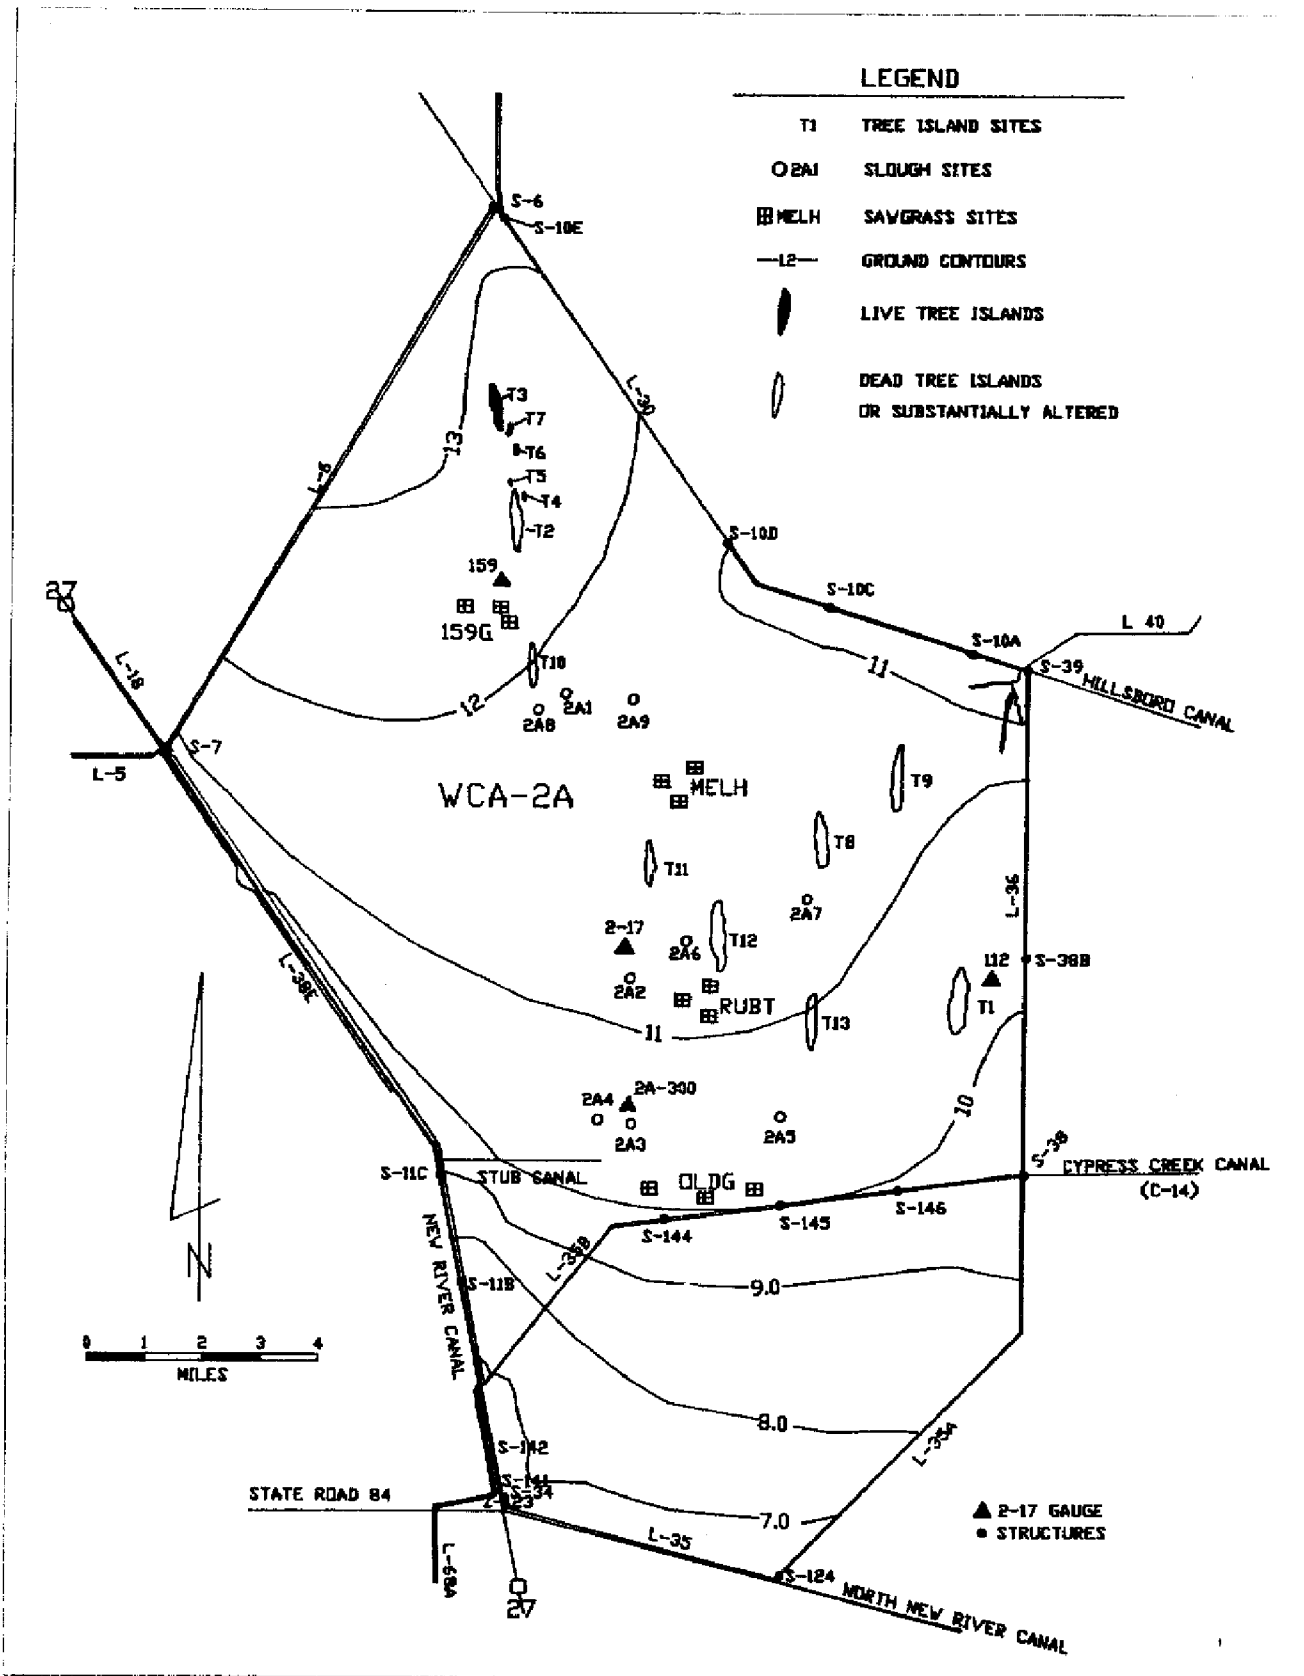 LEGEND
T1 TREE ISLAND SITES
2A1 SLOUGH SITES
MELH SAWGRASS SITES
12 GROUND CONTOURS
LIVE TREE ISLANDS
DEAD TREE ISLANDS
OR SUBSTANTIALLY ALTERED
S-6
S-10E
L-39
T3
T7
13
T6
L-6
T5
T4
T2
S-10D
159
27
S-10C
159G
L 40
S-10A
L-18
T10
11
S-39
HILLSBORO CANAL
12
2A8
2A1
2A9
S-7
L-5
WCA-2A
MELH
T9
T8
T11
L-36
2A7
2-17
T12
2A6
112
S-38B
L-38E
2A2
RUBT
T1
T13
11
2A4
2A-300
10
2A3
2A5
S-38
S-11C
STUB CANAL
OLDG
CYPRESS CREEK CANAL
(C-14)
S-146
S-145
S-144
NEW RIVER CANAL
L-35B
S-11B
9.0
0 1 2 3 4
MILES
N
8.0
L-35A
S-142
S-141
S-34
STATE ROAD 84
7.0
2-17 GAUGE
STRUCTURES
L-35
L-68A
S-124
NORTH NEW RIVER CANAL
27